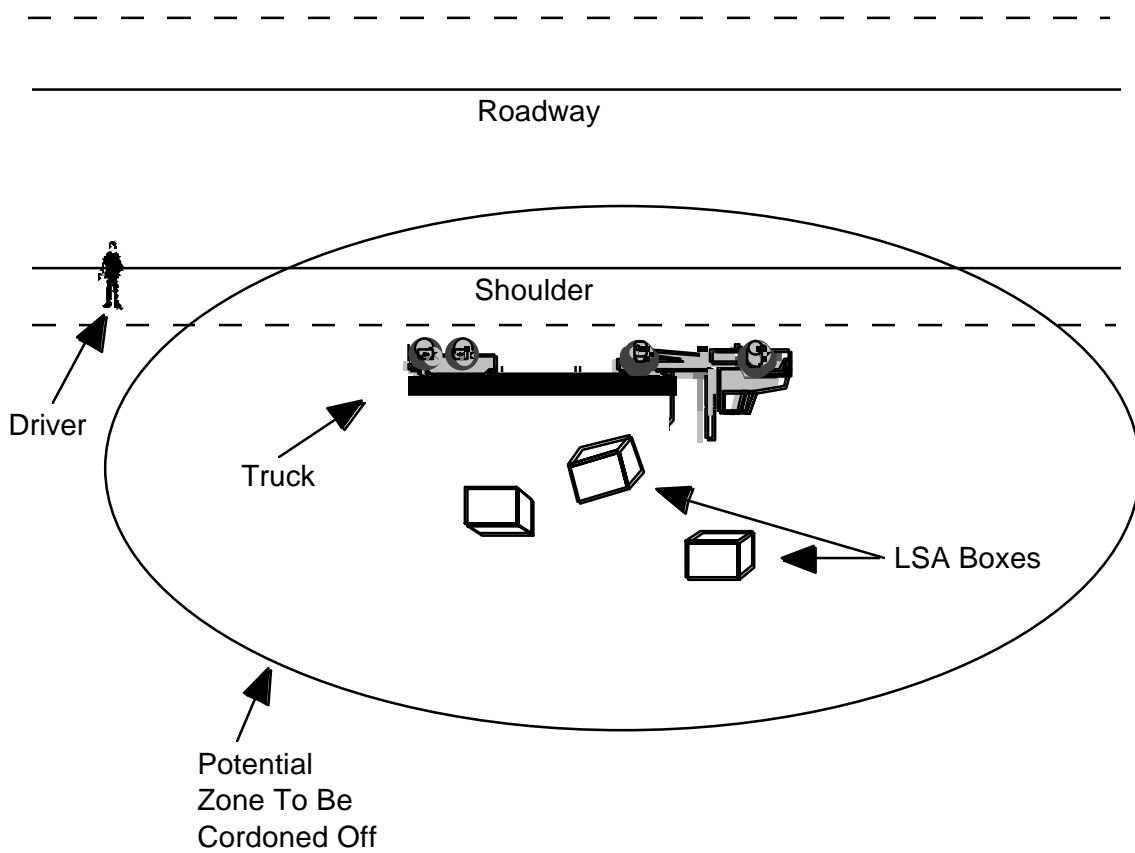 Roadway
Shoulder
Driver
Truck
LSA Boxes
Potential
Zone To Be
Cordoned Off